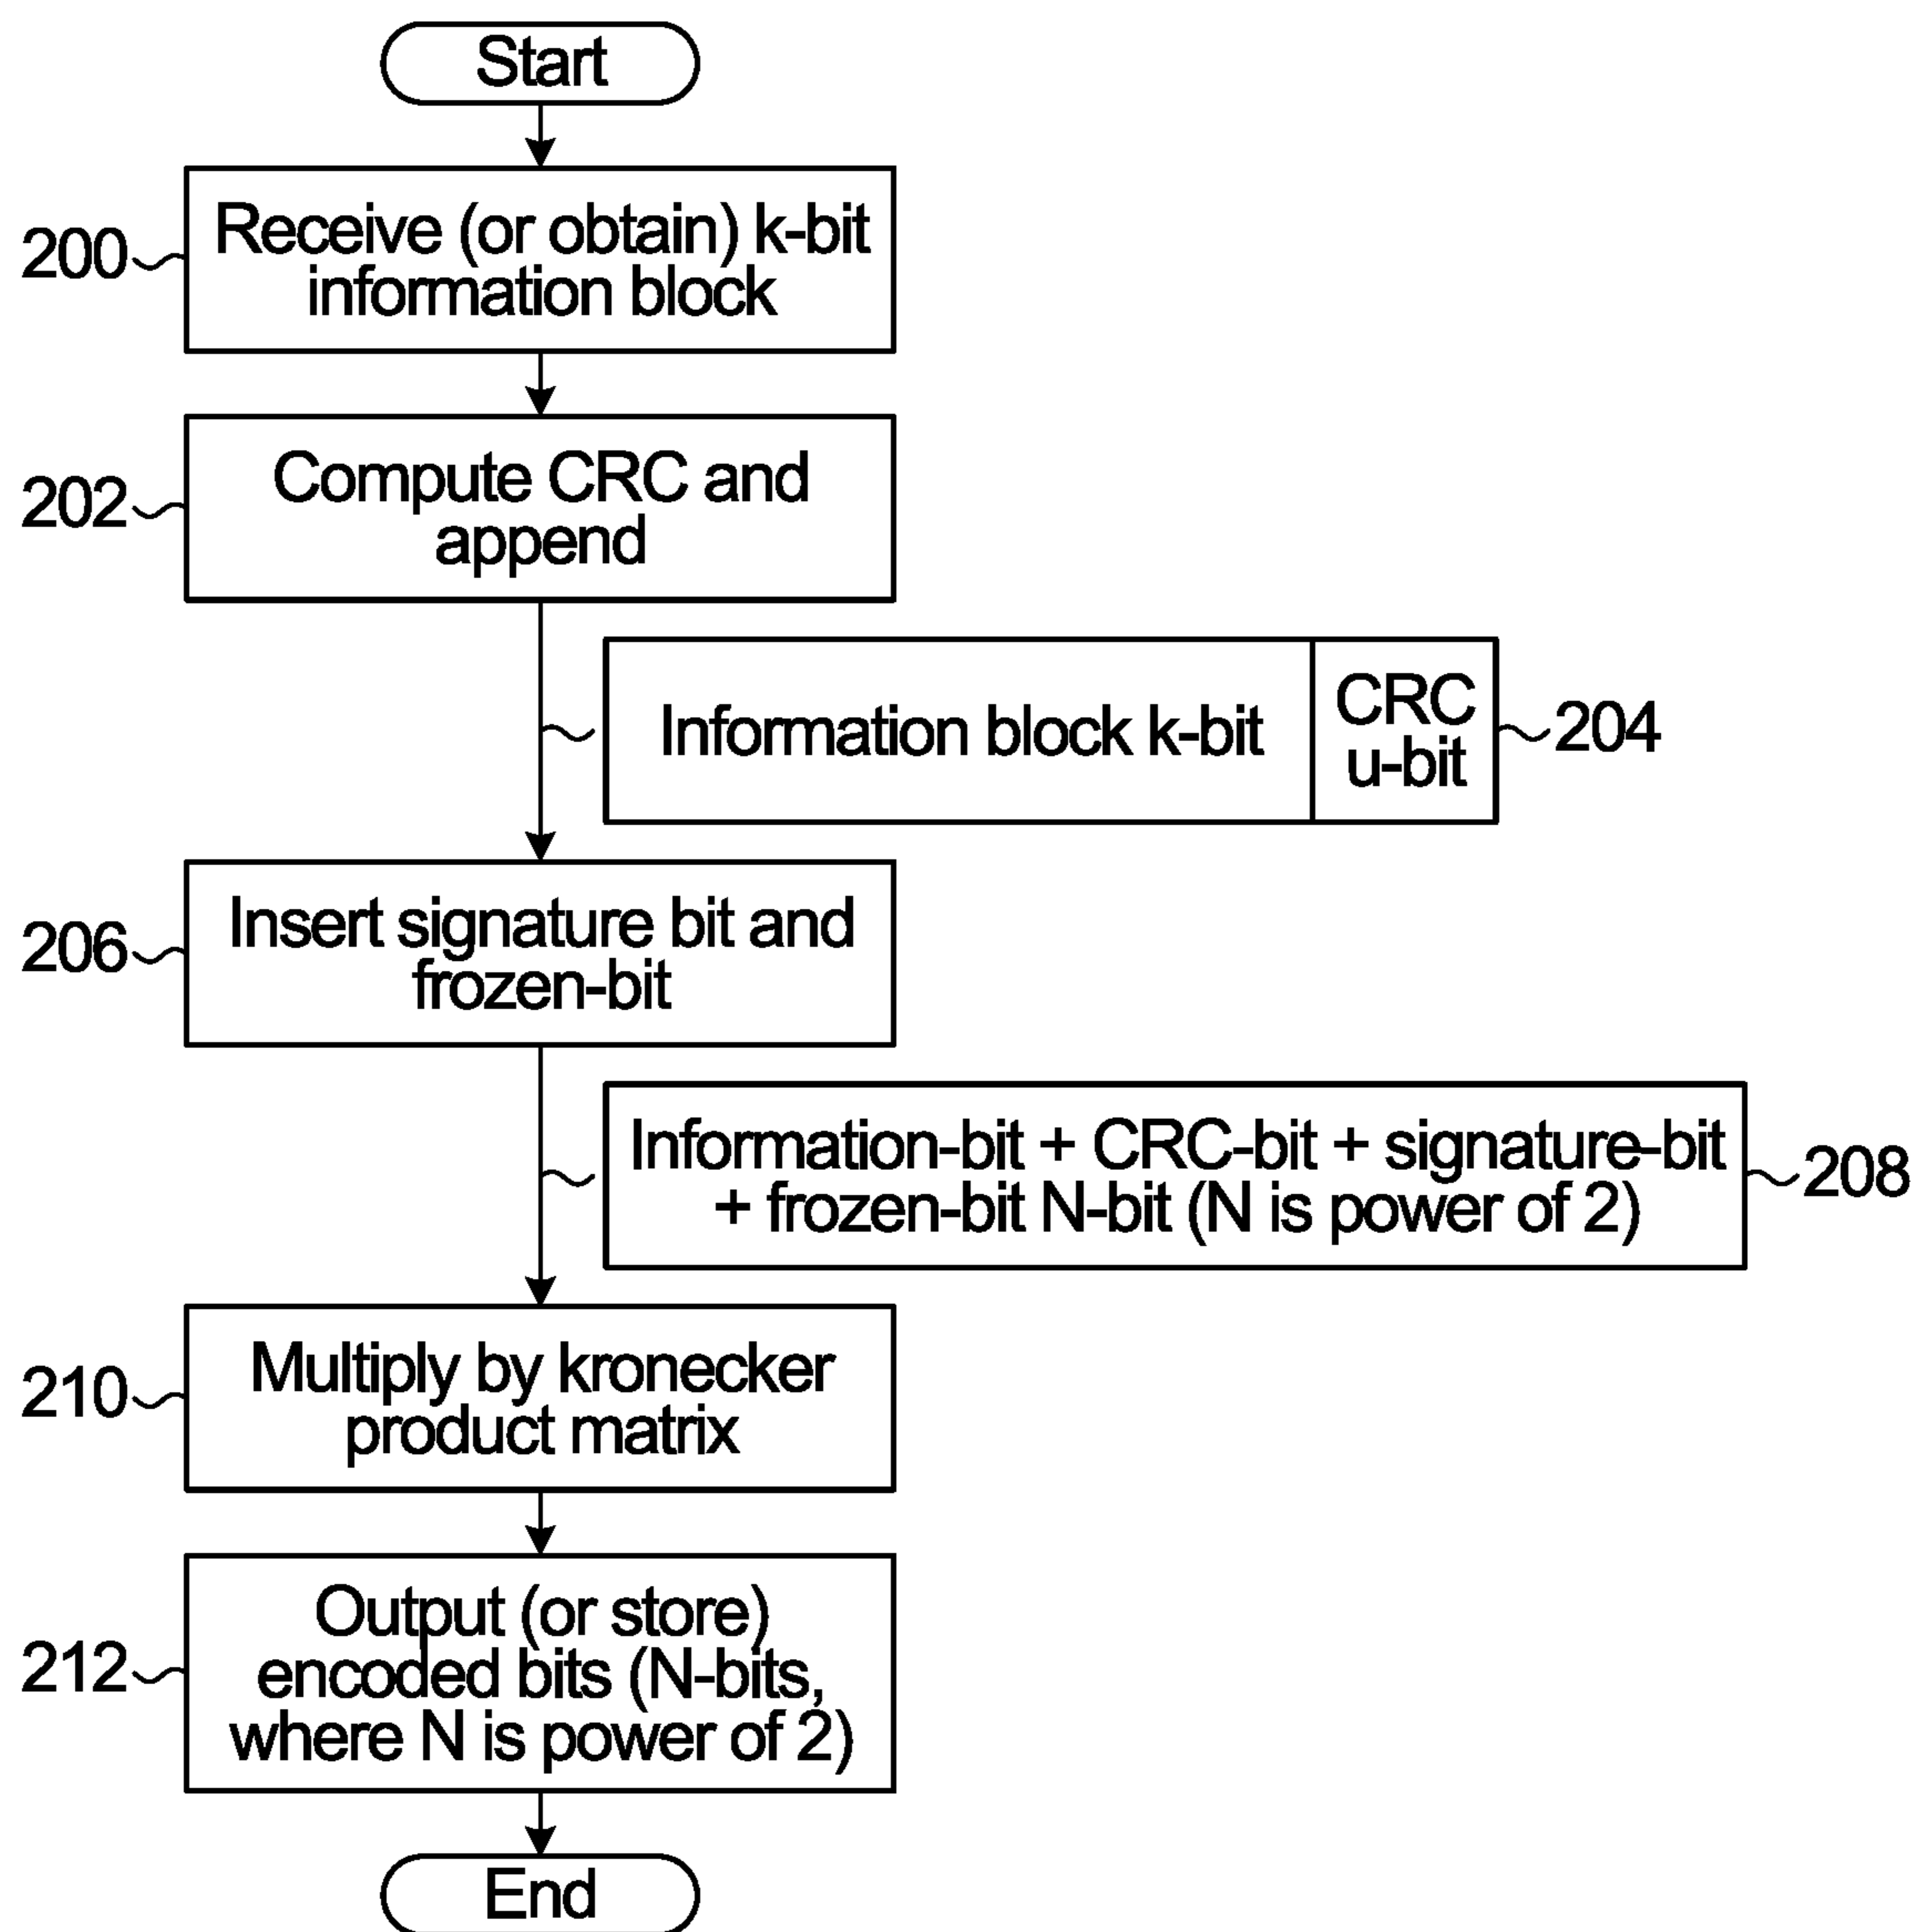 Start
200
Receive (or obtain) k-bit
information block
202
Compute CRC and
append
Information block k-bit
CRC
u-bit
204
206
Insert signature bit and
frozen-bit
Information-bit + CRC-bit + signature-bit
+ frozen-bit N-bit (N is power of 2)
208
210
Multiply by kronecker
product matrix
212
Output (or store)
encoded bits (N-bits,
where N is power of 2)
End